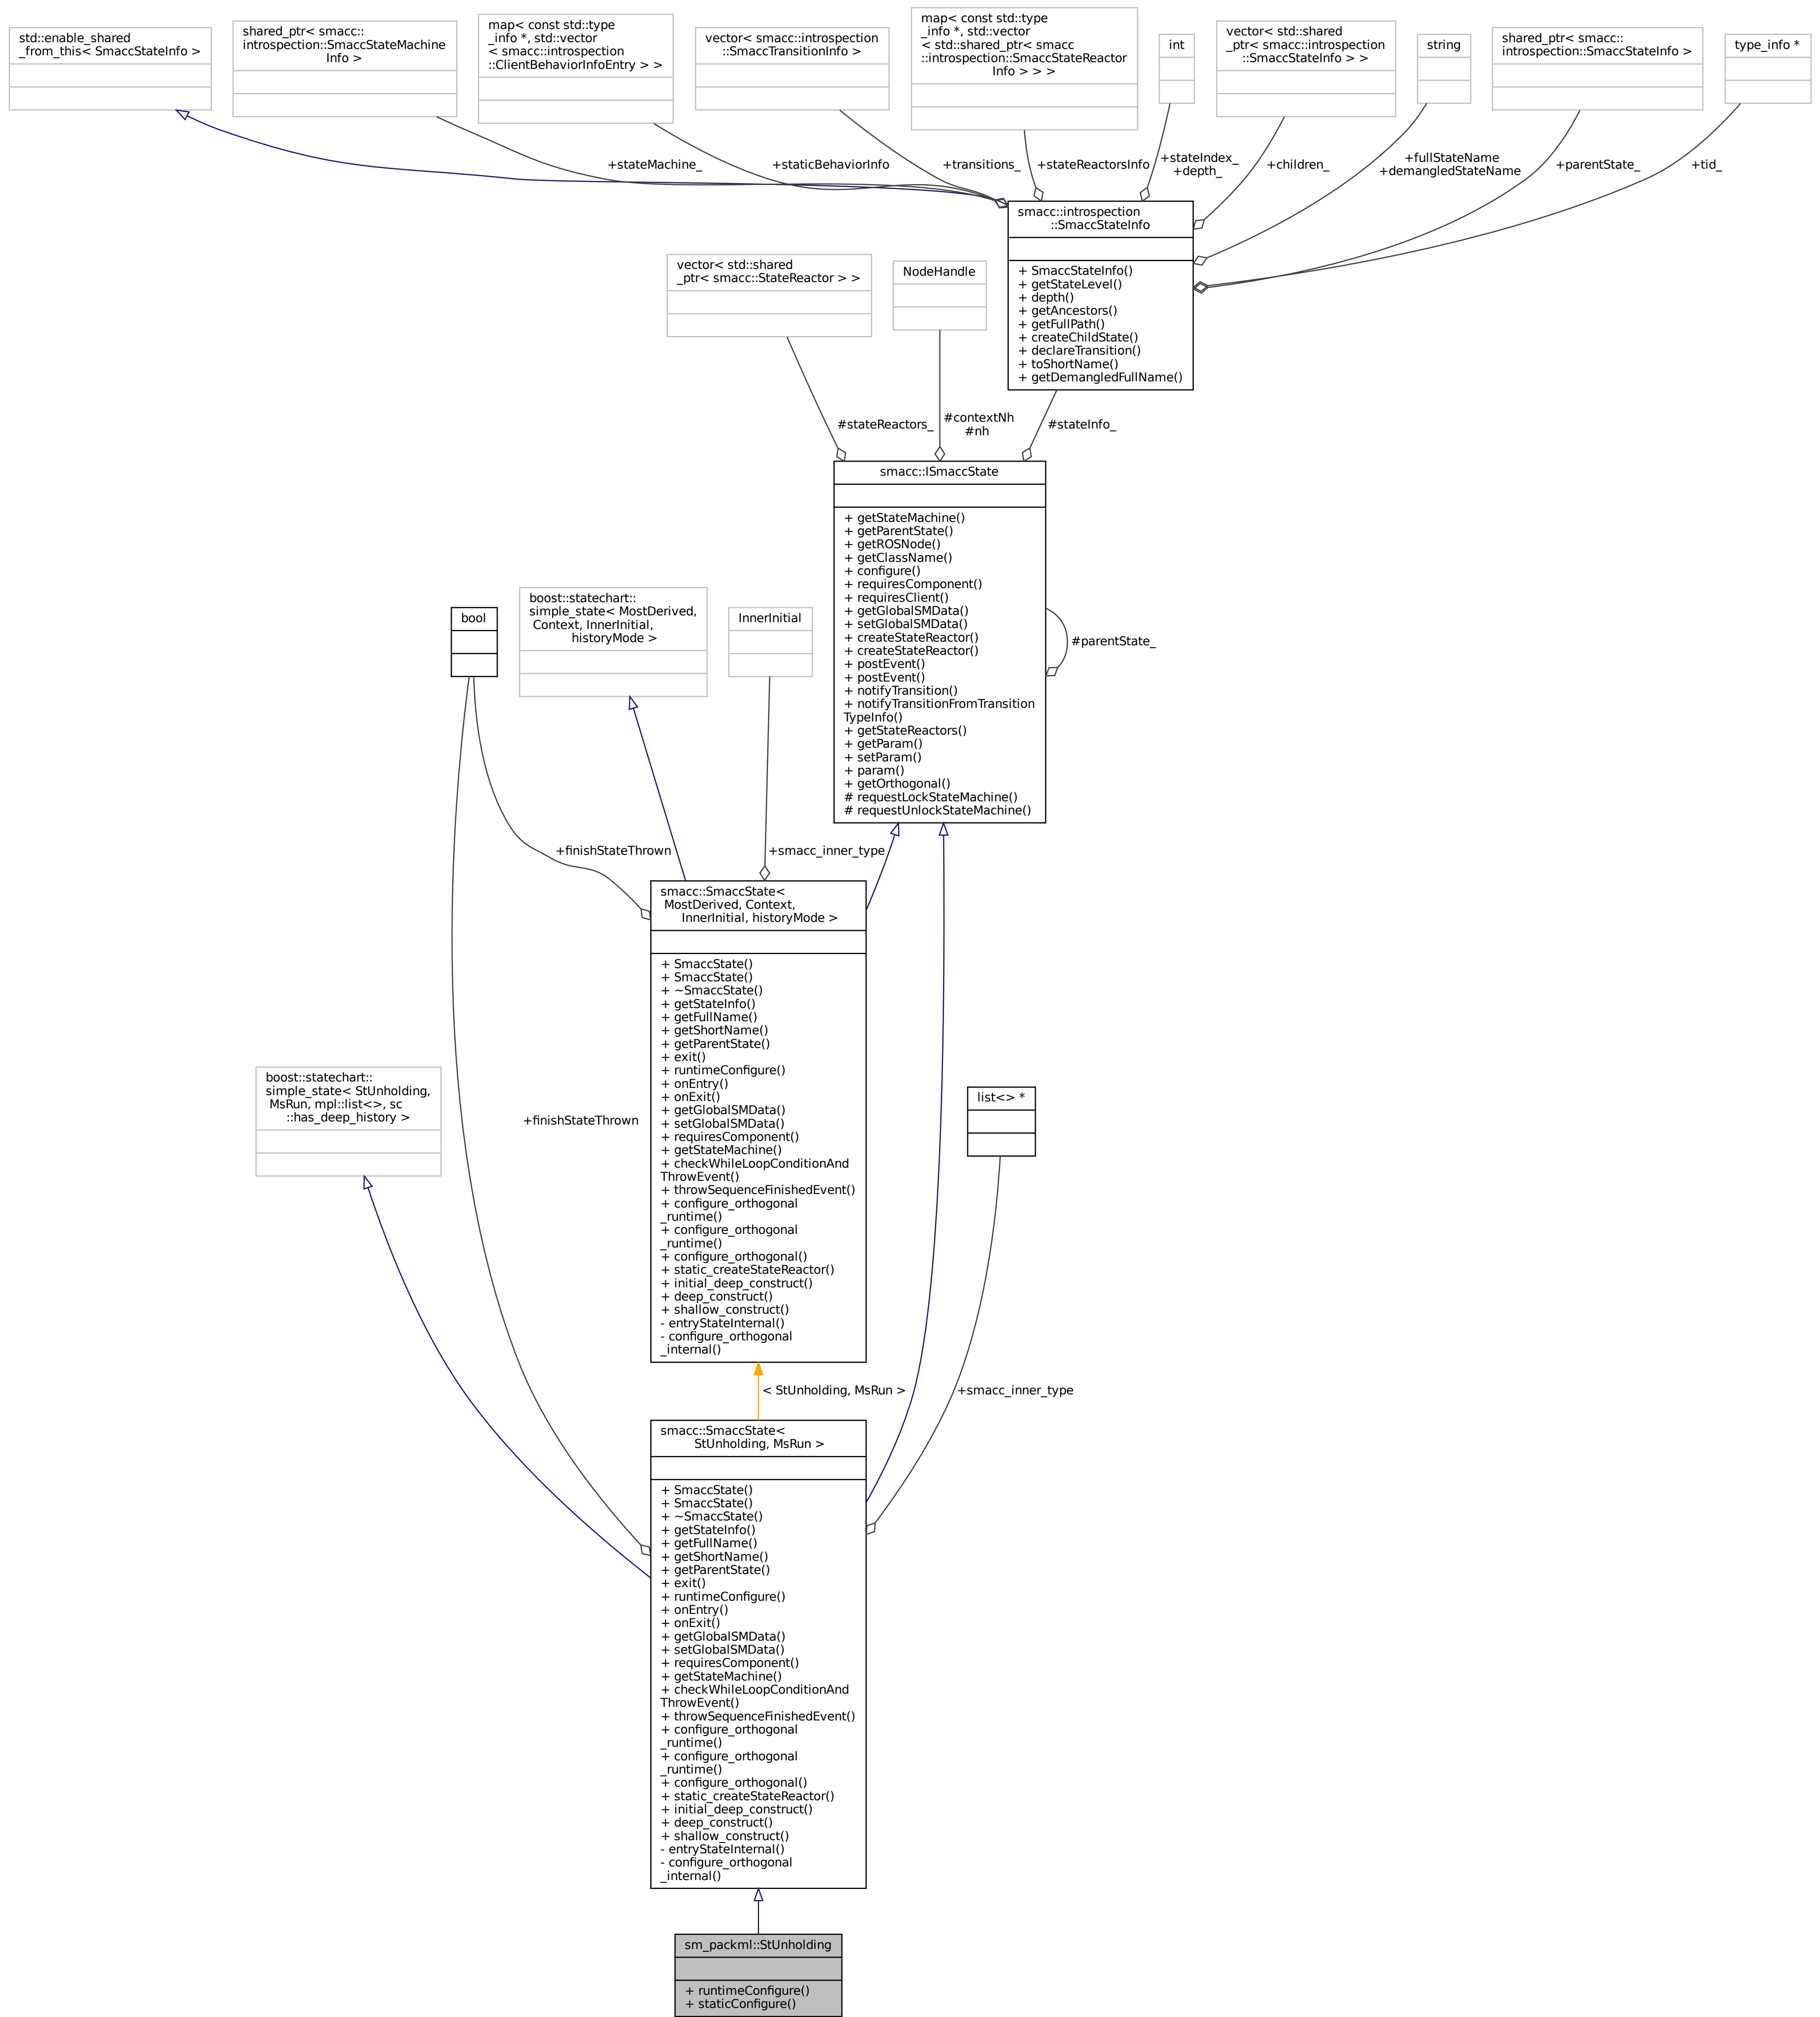 std::enable_shared
_from_this< SmaccStateInfo >
shared_ptr< smacc::
introspection::SmaccStateMachine
Info >
map< const std::type
_info *, std::vector
< smacc::introspection
::ClientBehaviorInfoEntry > >
vector< smacc::introspection
::SmaccTransitionInfo >
map< const std::type
_info *, std::vector
< std::shared_ptr< smacc
::introspection::SmaccStateReactor
Info > > >
int
vector< std::shared
_ptr< smacc::introspection
::SmaccStateInfo > >
string
shared_ptr< smacc::
introspection::SmaccStateInfo >
type_info *
+stateMachine_
+staticBehaviorInfo
+transitions_
+stateReactorsInfo
+stateIndex_
+depth_
+children_
+fullStateName
+demangledStateName
+parentState_
+tid_
smacc::introspection
::SmaccStateInfo
+ SmaccStateInfo()
+ getStateLevel()
+ depth()
+ getAncestors()
+ getFullPath()
+ createChildState()
+ declareTransition()
+ toShortName()
+ getDemangledFullName()
vector< std::shared
_ptr< smacc::StateReactor > >
NodeHandle
#stateReactors_
#contextNh
#nh
#stateInfo_
smacc::ISmaccState
+ getStateMachine()
+ getParentState()
+ getROSNode()
+ getClassName()
+ configure()
+ requiresComponent()
+ requiresClient()
+ getGlobalSMData()
+ setGlobalSMData()
+ createStateReactor()
+ createStateReactor()
+ postEvent()
+ postEvent()
+ notifyTransition()
+ notifyTransitionFromTransition
TypeInfo()
+ getStateReactors()
+ getParam()
+ setParam()
+ param()
+ getOrthogonal()
# requestLockStateMachine()
# requestUnlockStateMachine()
#parentState_
bool
boost::statechart::
simple_state< MostDerived,
Context, InnerInitial,
historyMode >
InnerInitial
+finishStateThrown
+smacc_inner_type
smacc::SmaccState<
MostDerived, Context,
InnerInitial, historyMode >
+ SmaccState()
+ SmaccState()
+ ~SmaccState()
+ getStateInfo()
+ getFullName()
+ getShortName()
+ getParentState()
+ exit()
+ runtimeConfigure()
+ onEntry()
+ onExit()
+ getGlobalSMData()
+ setGlobalSMData()
+ requiresComponent()
+ getStateMachine()
+ checkWhileLoopConditionAnd
ThrowEvent()
+ throwSequenceFinishedEvent()
+ configure_orthogonal
_runtime()
+ configure_orthogonal
_runtime()
+ configure_orthogonal()
+ static_createStateReactor()
+ initial_deep_construct()
+ deep_construct()
+ shallow_construct()
- entryStateInternal()
- configure_orthogonal
_internal()
boost::statechart::
simple_state< StUnholding,
MsRun, mpl::list<>, sc
::has_deep_history >
+finishStateThrown
list<> *
< StUnholding, MsRun >
+smacc_inner_type
smacc::SmaccState<
StUnholding, MsRun >
+ SmaccState()
+ SmaccState()
+ ~SmaccState()
+ getStateInfo()
+ getFullName()
+ getShortName()
+ getParentState()
+ exit()
+ runtimeConfigure()
+ onEntry()
+ onExit()
+ getGlobalSMData()
+ setGlobalSMData()
+ requiresComponent()
+ getStateMachine()
+ checkWhileLoopConditionAnd
ThrowEvent()
+ throwSequenceFinishedEvent()
+ configure_orthogonal
_runtime()
+ configure_orthogonal
_runtime()
+ configure_orthogonal()
+ static_createStateReactor()
+ initial_deep_construct()
+ deep_construct()
+ shallow_construct()
- entryStateInternal()
- configure_orthogonal
_internal()
sm_packml::StUnholding
+ runtimeConfigure()
+ staticConfigure()